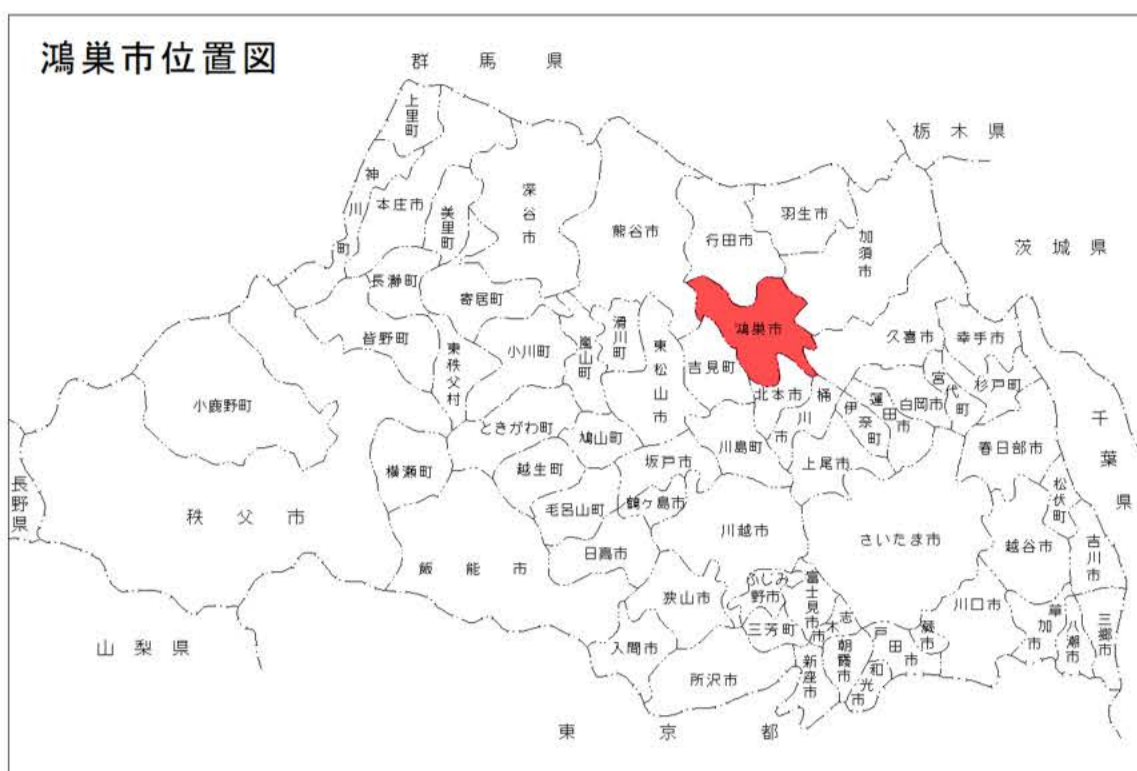 鴻巣市位置図
群馬県
栃木県
茨城県
千葉県
長野県
山梨県
東京都
上里町
神川町
本庄市
美里町
深谷市
熊谷市
行田市
羽生市
加須市
長瀞町
寄居町
皆野町
東秩父村
小川町
嵐山町
滑川町
東松山市
吉見町
鴻巣市
久喜市
幸手市
小鹿野町
ときがわ町
鳩山町
川島町
北本市
桶川市
伊奈町
蓮田市
白岡市
宮代町
杉戸町
春日部市
横瀬町
越生町
坂戸市
上尾市
松伏町
秩父市
毛呂山町
鶴ヶ島市
川越市
さいたま市
越谷市
吉川市
飯能市
日高市
狭山市
ふじみ野市
富士見市
志木市
川口市
三芳町
入間市
所沢市
新座市
朝霞市
和光市
戸田市
蕨市
草加市
八潮市
三郷市